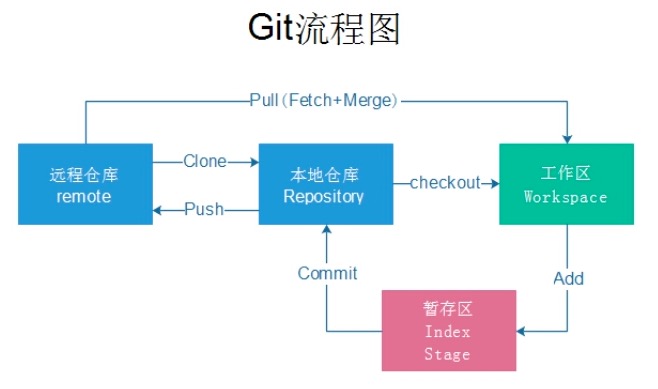 Git流程图
Pull(Fetch+Merge)
远程仓库
remote
Clone
Push
本地仓库
Repository
checkout
工作区
Workspace
Commit
Add
暂存区
Index
Stage